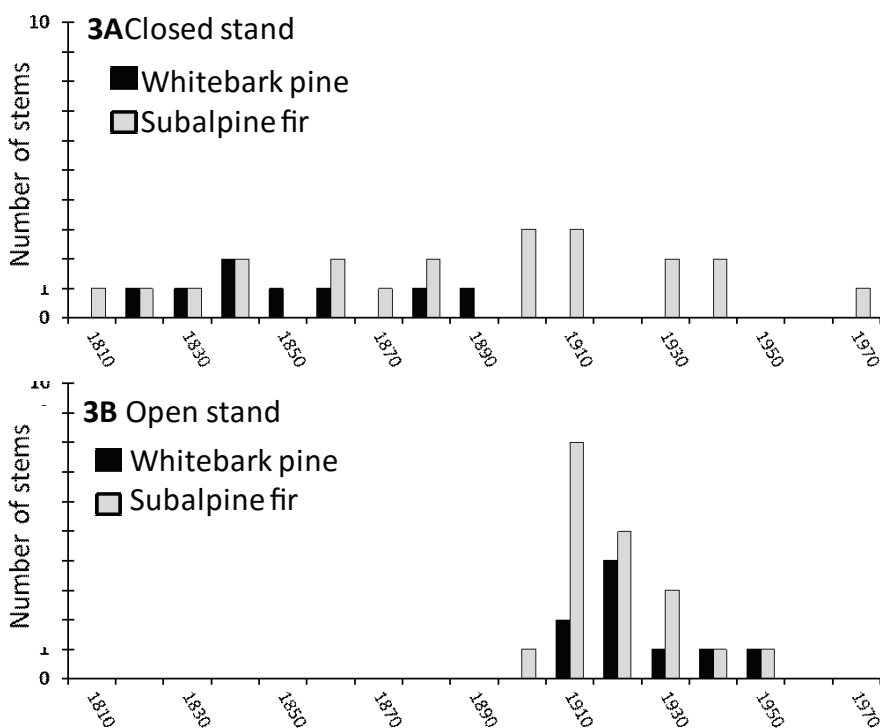 10
3A Closed stand
Whitebark pine
Subalpine fir
Number of stems
1
0
1810 1830 1850 1870 1890 1910 1930 1950 1970
10
3B Open stand
Whitebark pine
Subalpine fir
Number of stems
1
0
1810 1830 1850 1870 1890 1910 1930 1950 1970